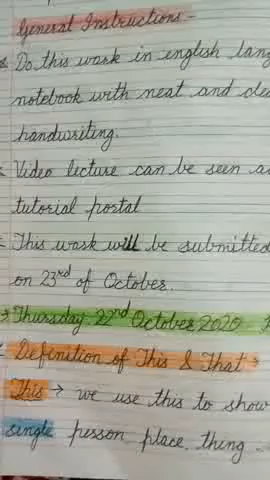 General Instructions -
Do this work in english lang
notebook with neat and clea
handwriting.
Video lecture can be seen a
tutorial portal
This work will be submitted
on 23rd of October.
Thursday 22nd October 2020
Definition of This & That →
This → we use this to show
single person place, thing